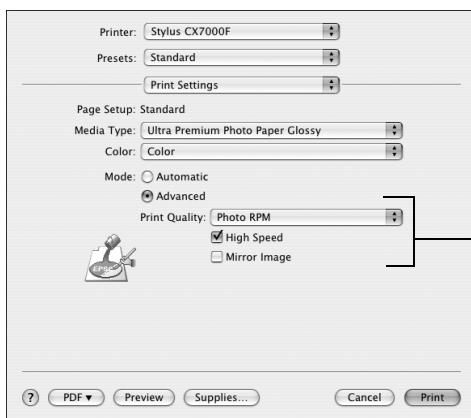 Printer: Stylus CX7000F
Presets: Standard
Print Settings
Page Setup: Standard
Media Type: Ultra Premium Photo Paper Glossy
Color: Color
Mode: Automatic
Advanced
Print Quality: Photo RPM
High Speed
Mirror Image
EPSON
? PDF ▼ Preview Supplies... Cancel Print